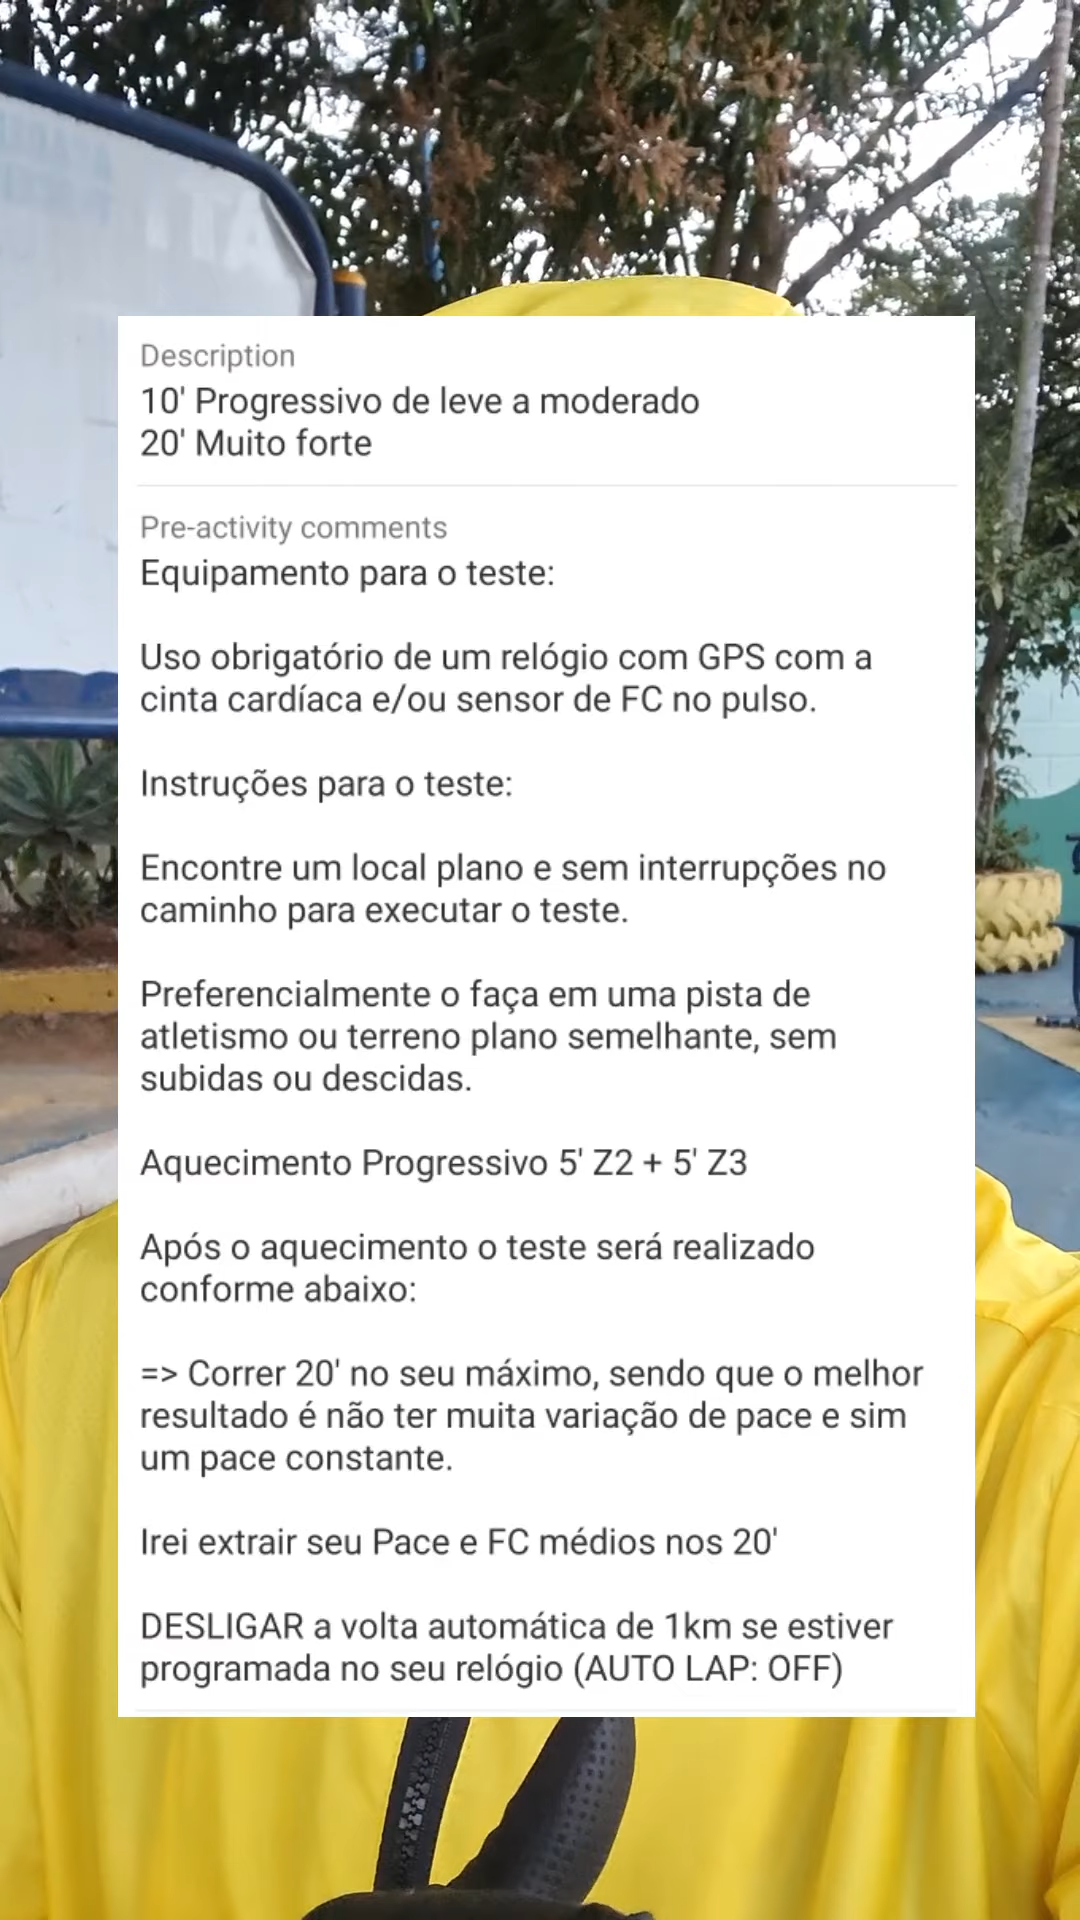 Description
10' Progressivo de leve a moderado
20' Muito forte
Pre-activity comments
Equipamento para o teste:
Uso obrigatório de um relógio com GPS com a
cinta cardíaca e/ou sensor de FC no pulso.
Instruções para o teste:
Encontre um local plano e sem interrupções no
caminho para executar o teste.
Preferencialmente o faça em uma pista de
atletismo ou terreno plano semelhante, sem
subidas ou descidas.
Aquecimento Progressivo 5' Z2 + 5' Z3
Após o aquecimento o teste será realizado
conforme abaixo:
=> Correr 20' no seu máximo, sendo que o melhor
resultado é não ter muita variação de pace e sim
um pace constante.
Irei extrair seu Pace e FC médios nos 20'
DESLIGAR a volta automática de 1km se estiver
programada no seu relógio (AUTO LAP: OFF)